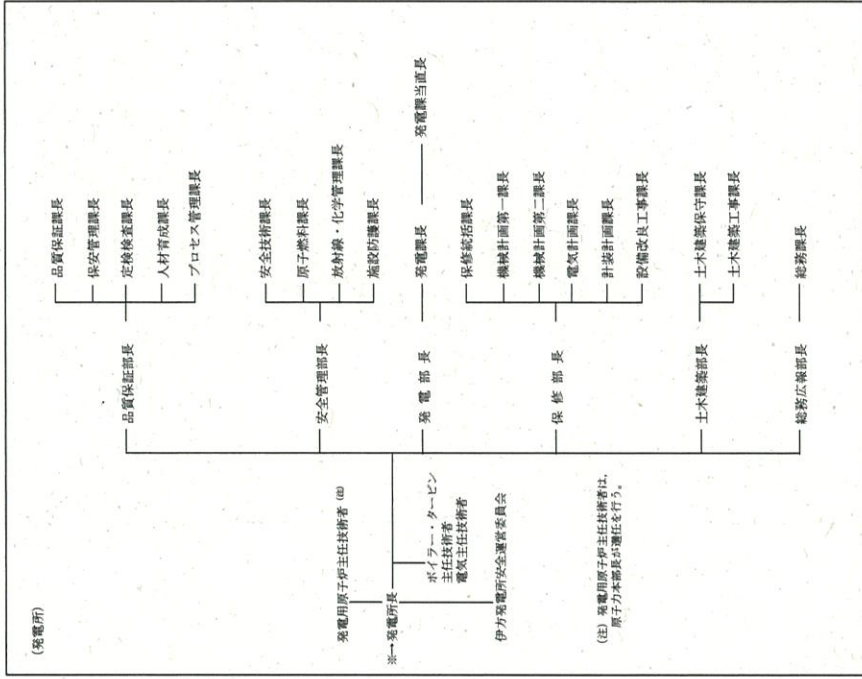 (発電所)
発電用原子炉主任技術者 (注)
※→発電所長
ボイラー・タービン
主任技術者
電気主任技術者
伊方発電所安全運営委員会
(注) 発電用原子炉主任技術者は、
原子力本部長が選任を行う。
品質保証部長
品質保証課長
保安管理課長
定検検査課長
人材育成課長
プロセス管理課長
安全管理部長
安全技術課長
原子燃料課長
放射線・化学管理課長
施設防護課長
発電部長
発電課長
発電課当直長
保修部長
保修統括課長
機械計画第一課長
機械計画第二課長
電気計画課長
計装計画課長
設備改良工事課長
土木建築部長
土木建築保守課長
土木建築工事課長
総務広報部長
総務課長